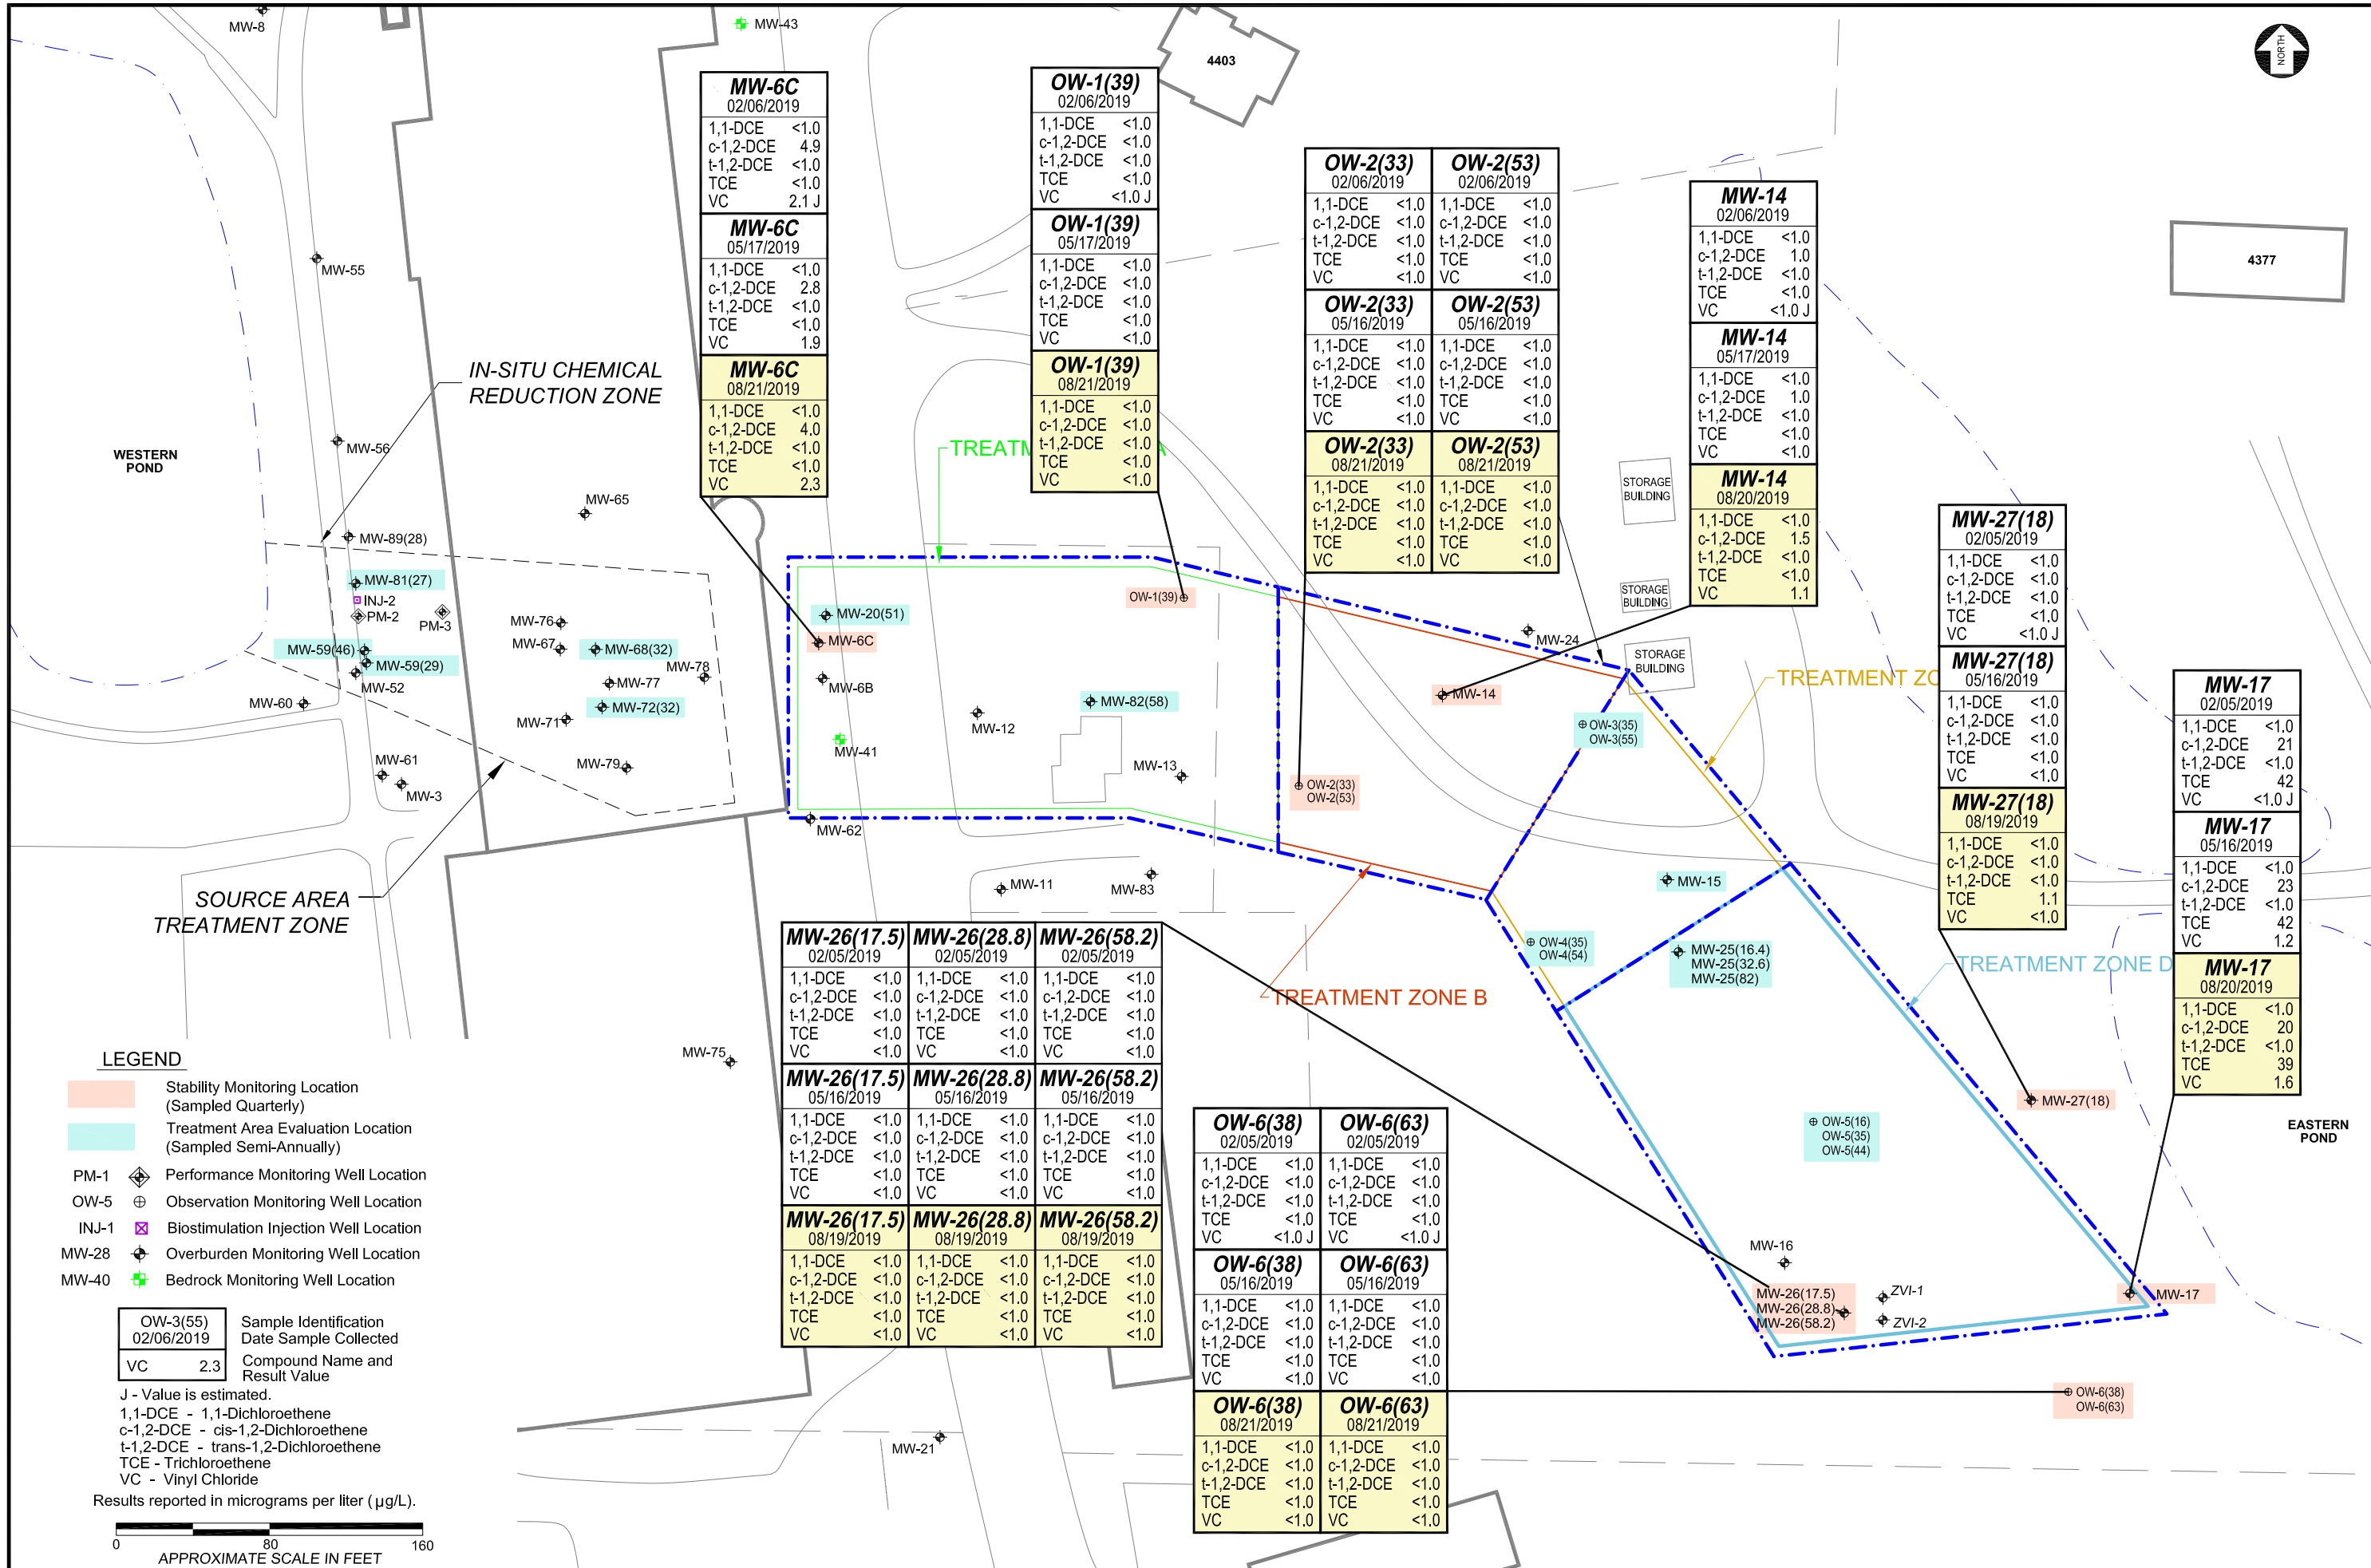 MW-8
MW-43
4403
NORTH
4377
MW-6C
02/06/2019
1,1-DCE <1.0
c-1,2-DCE 4.9
t-1,2-DCE <1.0
TCE <1.0
VC 2.1 J
MW-6C
05/17/2019
1,1-DCE <1.0
c-1,2-DCE 2.8
t-1,2-DCE <1.0
TCE <1.0
VC 1.9
MW-6C
08/21/2019
1,1-DCE <1.0
c-1,2-DCE 4.0
t-1,2-DCE <1.0
TCE <1.0
VC 2.3
OW-1(39)
02/06/2019
1,1-DCE <1.0
c-1,2-DCE <1.0
t-1,2-DCE <1.0
TCE <1.0
VC <1.0 J
OW-1(39)
05/17/2019
1,1-DCE <1.0
c-1,2-DCE <1.0
t-1,2-DCE <1.0
TCE <1.0
VC <1.0
OW-1(39)
08/21/2019
1,1-DCE <1.0
c-1,2-DCE <1.0
t-1,2-DCE <1.0
TCE <1.0
VC <1.0
OW-2(33) OW-2(53)
02/06/2019 02/06/2019
1,1-DCE <1.0 1,1-DCE <1.0
c-1,2-DCE <1.0 c-1,2-DCE <1.0
t-1,2-DCE <1.0 t-1,2-DCE <1.0
TCE <1.0 TCE <1.0
VC <1.0 VC <1.0
OW-2(33) OW-2(53)
05/16/2019 05/16/2019
1,1-DCE <1.0 1,1-DCE <1.0
c-1,2-DCE <1.0 c-1,2-DCE <1.0
t-1,2-DCE <1.0 t-1,2-DCE <1.0
TCE <1.0 TCE <1.0
VC <1.0 VC <1.0
OW-2(33) OW-2(53)
08/21/2019 08/21/2019
1,1-DCE <1.0 1,1-DCE <1.0
c-1,2-DCE <1.0 c-1,2-DCE <1.0
t-1,2-DCE <1.0 t-1,2-DCE <1.0
TCE <1.0 TCE <1.0
VC <1.0 VC <1.0
MW-14
02/06/2019
1,1-DCE <1.0
c-1,2-DCE 1.0
t-1,2-DCE <1.0
TCE <1.0
VC <1.0 J
MW-14
05/17/2019
1,1-DCE <1.0
c-1,2-DCE 1.0
t-1,2-DCE <1.0
TCE <1.0
VC <1.0
MW-14
08/20/2019
1,1-DCE <1.0
c-1,2-DCE 1.5
t-1,2-DCE <1.0
TCE <1.0
VC 1.1
MW-27(18)
02/05/2019
1,1-DCE <1.0
c-1,2-DCE <1.0
t-1,2-DCE <1.0
TCE <1.0
VC <1.0 J
MW-27(18)
05/16/2019
1,1-DCE <1.0
c-1,2-DCE <1.0
t-1,2-DCE <1.0
TCE <1.0
VC <1.0
MW-27(18)
08/19/2019
1,1-DCE <1.0
c-1,2-DCE <1.0
t-1,2-DCE <1.0
TCE 1.1
VC <1.0
MW-17
02/05/2019
1,1-DCE <1.0
c-1,2-DCE 21
t-1,2-DCE <1.0
TCE 42
VC <1.0 J
MW-17
05/16/2019
1,1-DCE <1.0
c-1,2-DCE 23
t-1,2-DCE <1.0
TCE 42
VC 1.2
MW-17
08/20/2019
1,1-DCE <1.0
c-1,2-DCE 20
t-1,2-DCE <1.0
TCE 39
VC 1.6
MW-55
IN-SITU CHEMICAL
REDUCTION ZONE
WESTERN
POND
MW-56
MW-65
TREATM A
STORAGE
BUILDING
STORAGE
BUILDING
STORAGE
BUILDING
MW-89(28)
MW-81(27)
INJ-2
PM-2
PM-3
MW-59(46)
MW-59(29)
MW-52
MW-60
MW-76
MW-67
MW-68(32)
MW-78
MW-77
MW-72(32)
MW-71
MW-79
MW-61
MW-3
MW-20(51)
MW-6C
MW-6B
MW-41
MW-12
MW-82(58)
MW-13
MW-62
OW-1(39)
MW-24
MW-14
OW-2(33)
OW-2(53)
OW-3(35)
OW-3(55)
TREATMENT ZO
MW-11
MW-83
MW-15
OW-4(35)
OW-4(54)
MW-25(16.4)
MW-25(32.6)
MW-25(82)
TREATMENT ZONE B
TREATMENT ZONE D
SOURCE AREA
TREATMENT ZONE
MW-75
MW-27(18)
EASTERN
POND
OW-5(16)
OW-5(35)
OW-5(44)
MW-16
MW-26(17.5)
MW-26(28.8)
MW-26(58.2)
ZVI-1
ZVI-2
MW-17
OW-6(38)
OW-6(63)
MW-21
MW-26(17.5) MW-26(28.8) MW-26(58.2)
02/05/2019 02/05/2019 02/05/2019
1,1-DCE <1.0 1,1-DCE <1.0 1,1-DCE <1.0
c-1,2-DCE <1.0 c-1,2-DCE <1.0 c-1,2-DCE <1.0
t-1,2-DCE <1.0 t-1,2-DCE <1.0 t-1,2-DCE <1.0
TCE <1.0 TCE <1.0 TCE <1.0
VC <1.0 VC <1.0 VC <1.0
MW-26(17.5) MW-26(28.8) MW-26(58.2)
05/16/2019 05/16/2019 05/16/2019
1,1-DCE <1.0 1,1-DCE <1.0 1,1-DCE <1.0
c-1,2-DCE <1.0 c-1,2-DCE <1.0 c-1,2-DCE <1.0
t-1,2-DCE <1.0 t-1,2-DCE <1.0 t-1,2-DCE <1.0
TCE <1.0 TCE <1.0 TCE <1.0
VC <1.0 VC <1.0 VC <1.0
MW-26(17.5) MW-26(28.8) MW-26(58.2)
08/19/2019 08/19/2019 08/19/2019
1,1-DCE <1.0 1,1-DCE <1.0 1,1-DCE <1.0
c-1,2-DCE <1.0 c-1,2-DCE <1.0 c-1,2-DCE <1.0
t-1,2-DCE <1.0 t-1,2-DCE <1.0 t-1,2-DCE <1.0
TCE <1.0 TCE <1.0 TCE <1.0
VC <1.0 VC <1.0 VC <1.0
OW-6(38) OW-6(63)
02/05/2019 02/05/2019
1,1-DCE <1.0 1,1-DCE <1.0
c-1,2-DCE <1.0 c-1,2-DCE <1.0
t-1,2-DCE <1.0 t-1,2-DCE <1.0
TCE <1.0 TCE <1.0
VC <1.0 J VC <1.0 J
OW-6(38) OW-6(63)
05/16/2019 05/16/2019
1,1-DCE <1.0 1,1-DCE <1.0
c-1,2-DCE <1.0 c-1,2-DCE <1.0
t-1,2-DCE <1.0 t-1,2-DCE <1.0
TCE <1.0 TCE <1.0
VC <1.0 VC <1.0
OW-6(38) OW-6(63)
08/21/2019 08/21/2019
1,1-DCE <1.0 1,1-DCE <1.0
c-1,2-DCE <1.0 c-1,2-DCE <1.0
t-1,2-DCE <1.0 t-1,2-DCE <1.0
TCE <1.0 TCE <1.0
VC <1.0 VC <1.0
LEGEND
Stability Monitoring Location
(Sampled Quarterly)
Treatment Area Evaluation Location
(Sampled Semi-Annually)
PM-1 Performance Monitoring Well Location
OW-5 Observation Monitoring Well Location
INJ-1 Biostimulation Injection Well Location
MW-28 Overburden Monitoring Well Location
MW-40 Bedrock Monitoring Well Location
OW-3(55) Sample Identification
02/06/2019 Date Sample Collected
VC 2.3 Compound Name and
Result Value
J - Value is estimated.
1,1-DCE - 1,1-Dichloroethene
c-1,2-DCE - cis-1,2-Dichloroethene
t-1,2-DCE - trans-1,2-Dichloroethene
TCE - Trichloroethene
VC - Vinyl Chloride
Results reported in micrograms per liter (µg/L).
0 80 160
APPROXIMATE SCALE IN FEET